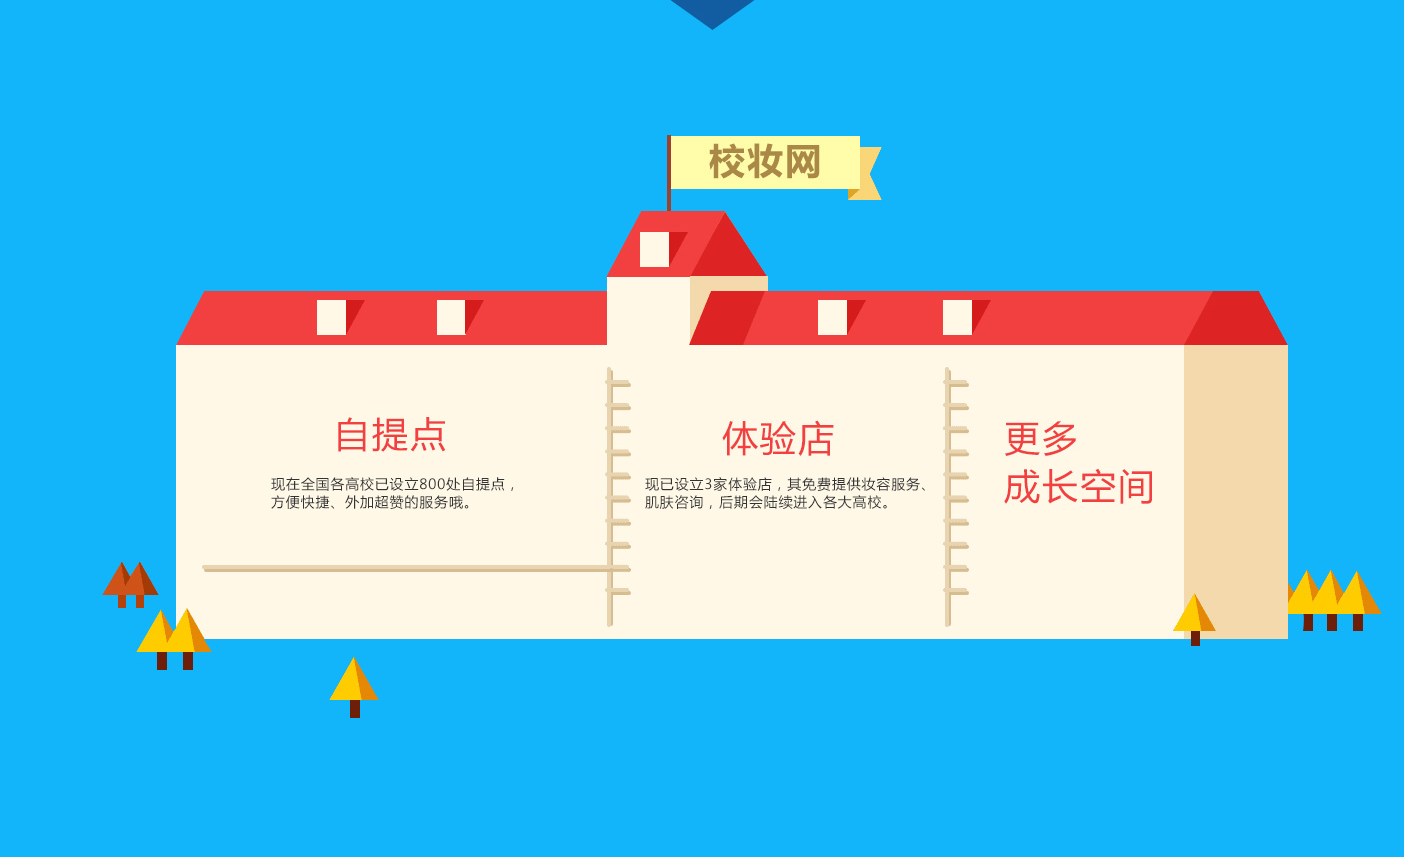 校妆网
自提点
现在全国各高校已设立800处自提点，
方便快捷、外加超赞的服务哦。
体验店
现已设立3家体验店，其免费提供妆容服务、
肌肤咨询，后期会陆续进入各大高校。
更多
成长空间